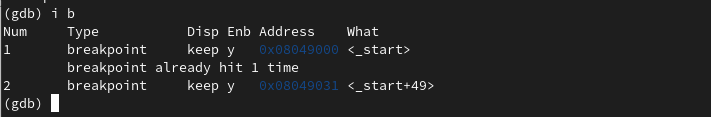 (gdb) i b
Num     Type           Disp Enb Address    What
1       breakpoint     keep y   0x08049000 <_start>
        breakpoint already hit 1 time
2       breakpoint     keep y   0x08049031 <_start+49>
(gdb)